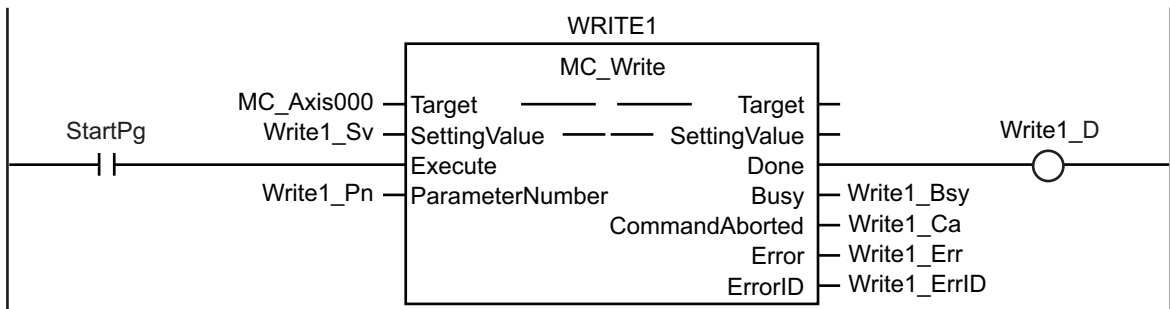 WRITE1
MC_Write
MC_Axis000 Target Target
StartPg Write1_Sv SettingValue SettingValue Write1_D
Execute Done
Write1_Pn ParameterNumber Busy Write1_Bsy
CommandAborted Write1_Ca
Error Write1_Err
ErrorID Write1_ErrID